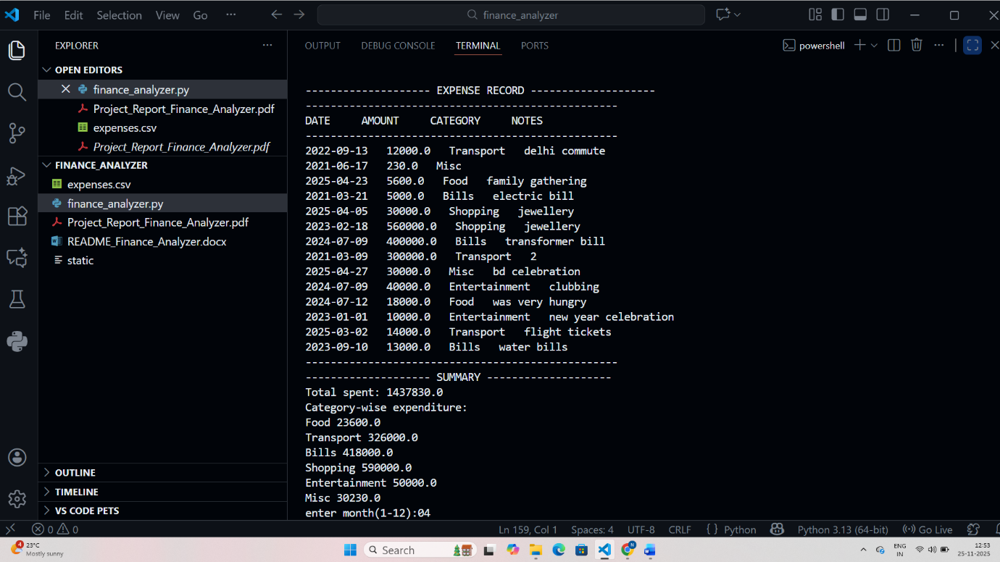 File Edit Selection View Go ··· finance_analyzer
EXPLORER ···
OPEN EDITORS
finance_analyzer.py
Project_Report_Finance_Analyzer.pdf
expenses.csv
Project_Report_Finance_Analyzer.pdf
FINANCE_ANALYZER
expenses.csv
finance_analyzer.py
Project_Report_Finance_Analyzer.pdf
README_Finance_Analyzer.docx
static
OUTLINE
TIMELINE
VS CODE PETS
OUTPUT DEBUG CONSOLE TERMINAL PORTS powershell
-------------------- EXPENSE RECORD --------------------
--------------------------------------------------
DATE     AMOUNT     CATEGORY     NOTES
--------------------------------------------------
2022-09-13   12000.0   Transport   delhi commute
2021-06-17   230.0   Misc
2025-04-23   5600.0   Food   family gathering
2021-03-21   5000.0   Bills   electric bill
2025-04-05   30000.0   Shopping   jewellery
2023-02-18   560000.0   Shopping   jewellery
2024-07-09   400000.0   Bills   transformer bill
2021-03-09   300000.0   Transport   2
2025-04-27   30000.0   Misc   bd celebration
2024-07-09   40000.0   Entertainment   clubbing
2024-07-12   18000.0   Food   was very hungry
2023-01-01   10000.0   Entertainment   new year celebration
2025-03-02   14000.0   Transport   flight tickets
2023-09-10   13000.0   Bills   water bills
--------------------------------------------------
-------------------- SUMMARY --------------------
Total spent: 1437830.0
Category-wise expenditure:
Food 23600.0
Transport 326000.0
Bills 418000.0
Shopping 590000.0
Entertainment 50000.0
Misc 30230.0
enter month(1-12):04
0 0 Ln 159, Col 1 Spaces: 4 UTF-8 CRLF { } Python Python 3.13 (64-bit) Go Live
4 23°C
Mostly sunny
Search
N
ENG
IN
12:53
25-11-2025